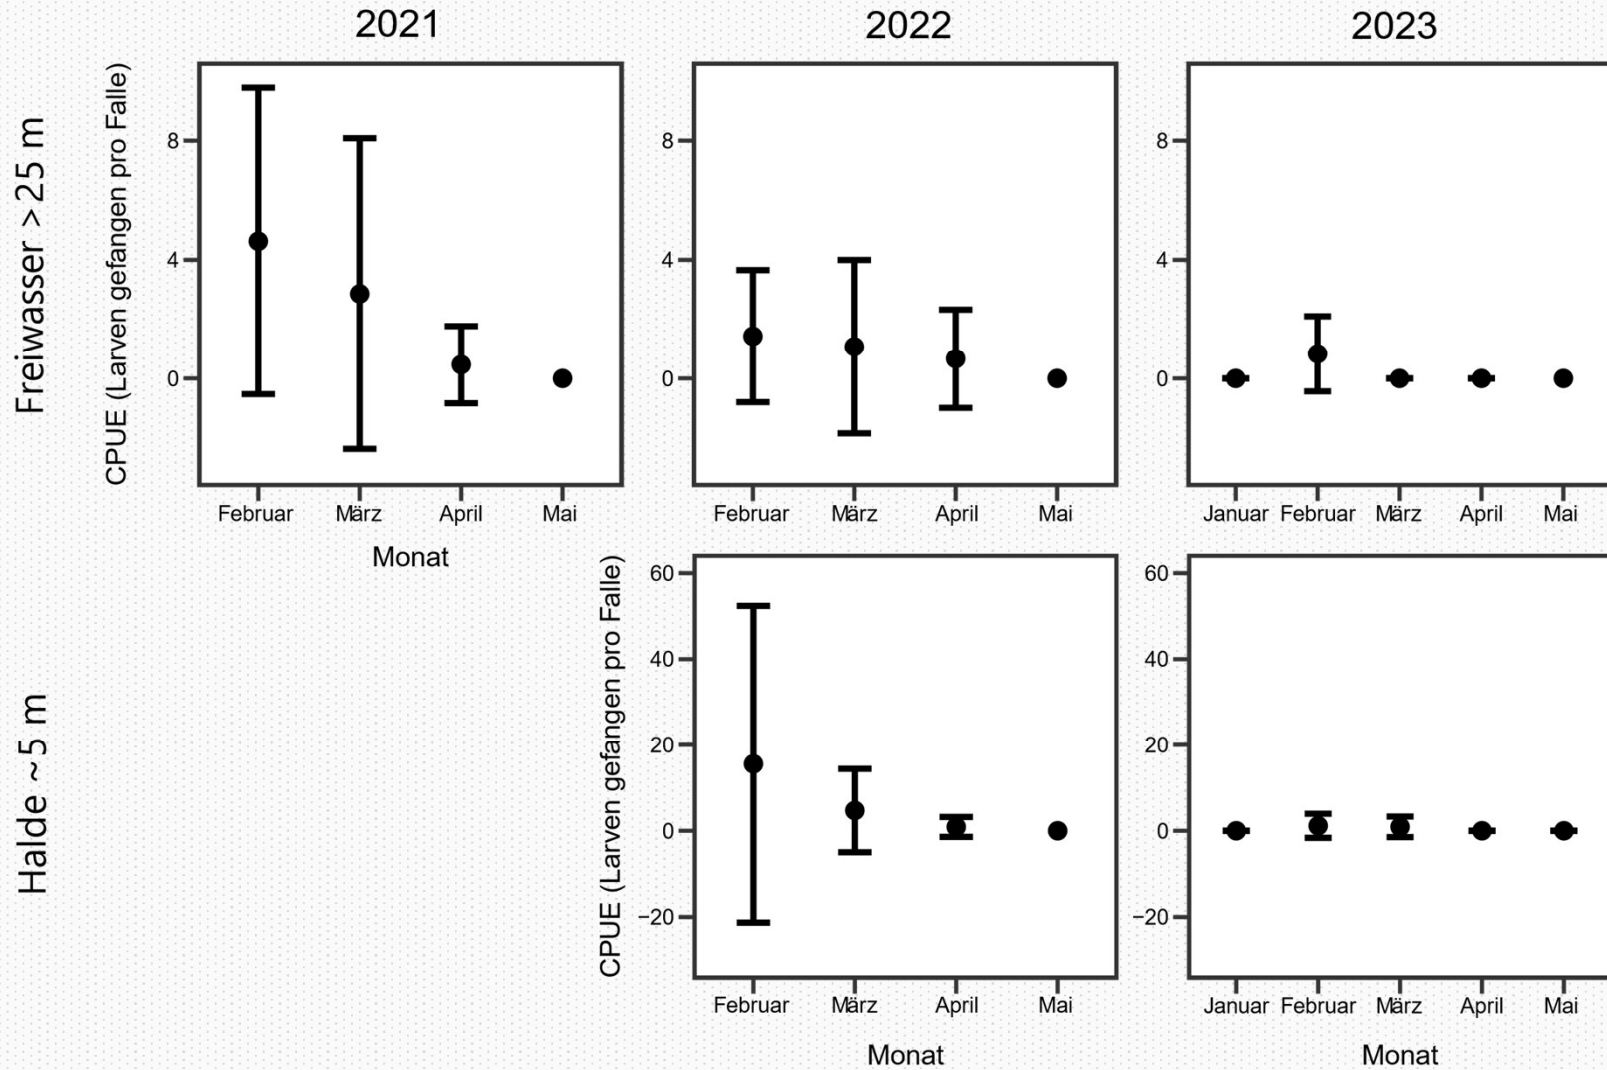 2021
2022
2023
Freiwasser >25 m
CPUE (Larven gefangen pro Falle)
8
4
0
Februar März April Mai
Monat
8
4
0
Februar März April Mai
8
4
0
Januar Februar März April Mai
Halde ~5 m
CPUE (Larven gefangen pro Falle)
60
40
20
0
−20
Februar März April Mai
Monat
60
40
20
0
−20
Januar Februar März April Mai
Monat